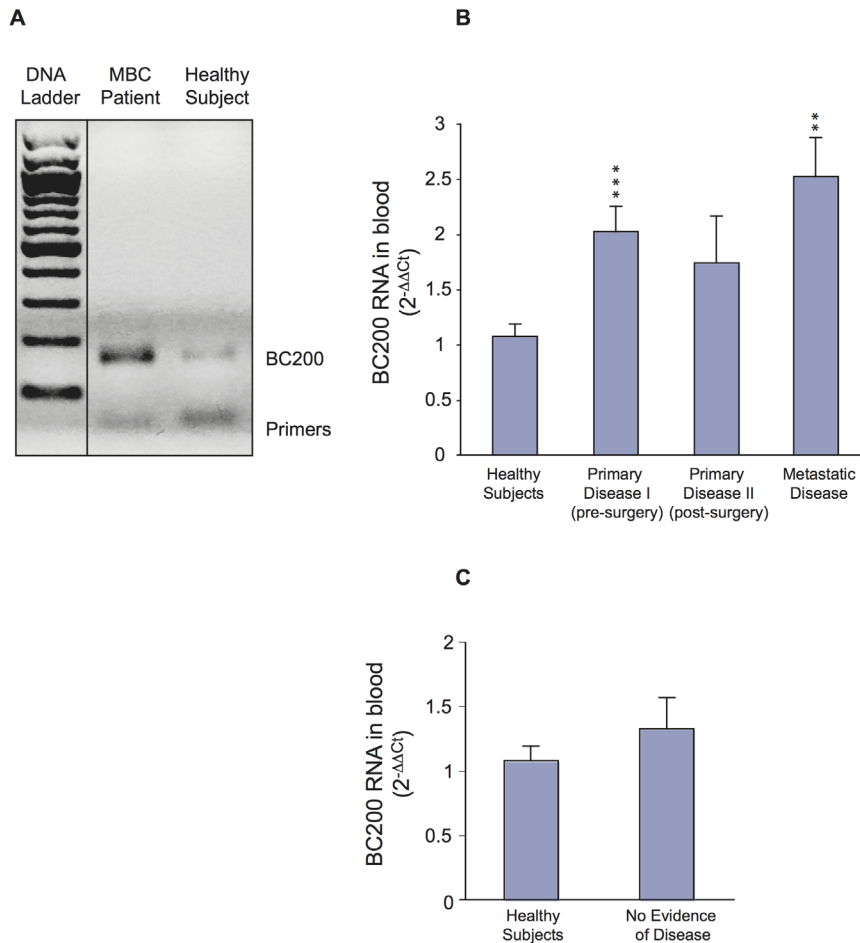 A
DNA
Ladder
MBC
Patient
Healthy
Subject
BC200
Primers
B
BC200 RNA in blood
(2-ΔΔCt)
3
2.5
2
1.5
1
0.5
0
***
**
Healthy
Subjects
Primary
Disease I
(pre-surgery)
Primary
Disease II
(post-surgery)
Metastatic
Disease
C
BC200 RNA in blood
(2-ΔΔCt)
2
1.5
1
0.5
0
Healthy
Subjects
No Evidence
of Disease